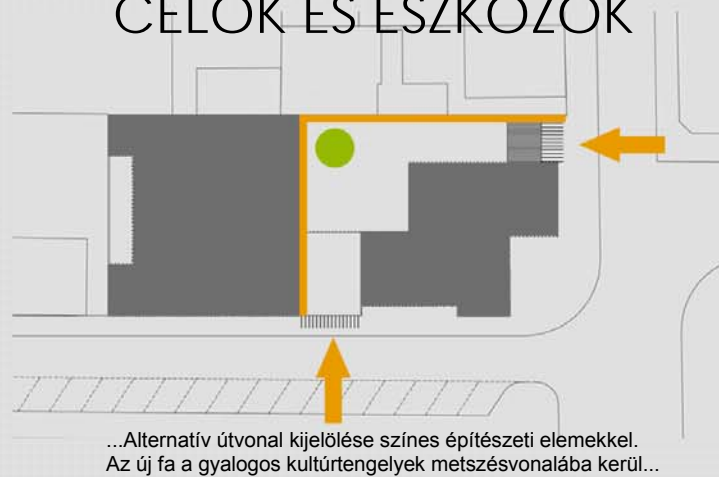 CÉLOK ÉS ESZKÖZÖK
...Alternatív útvonal kijelölése színes építészeti elemekkel.
Az új fa a gyalogos kultúrtengelyek metszésvonalába kerül...